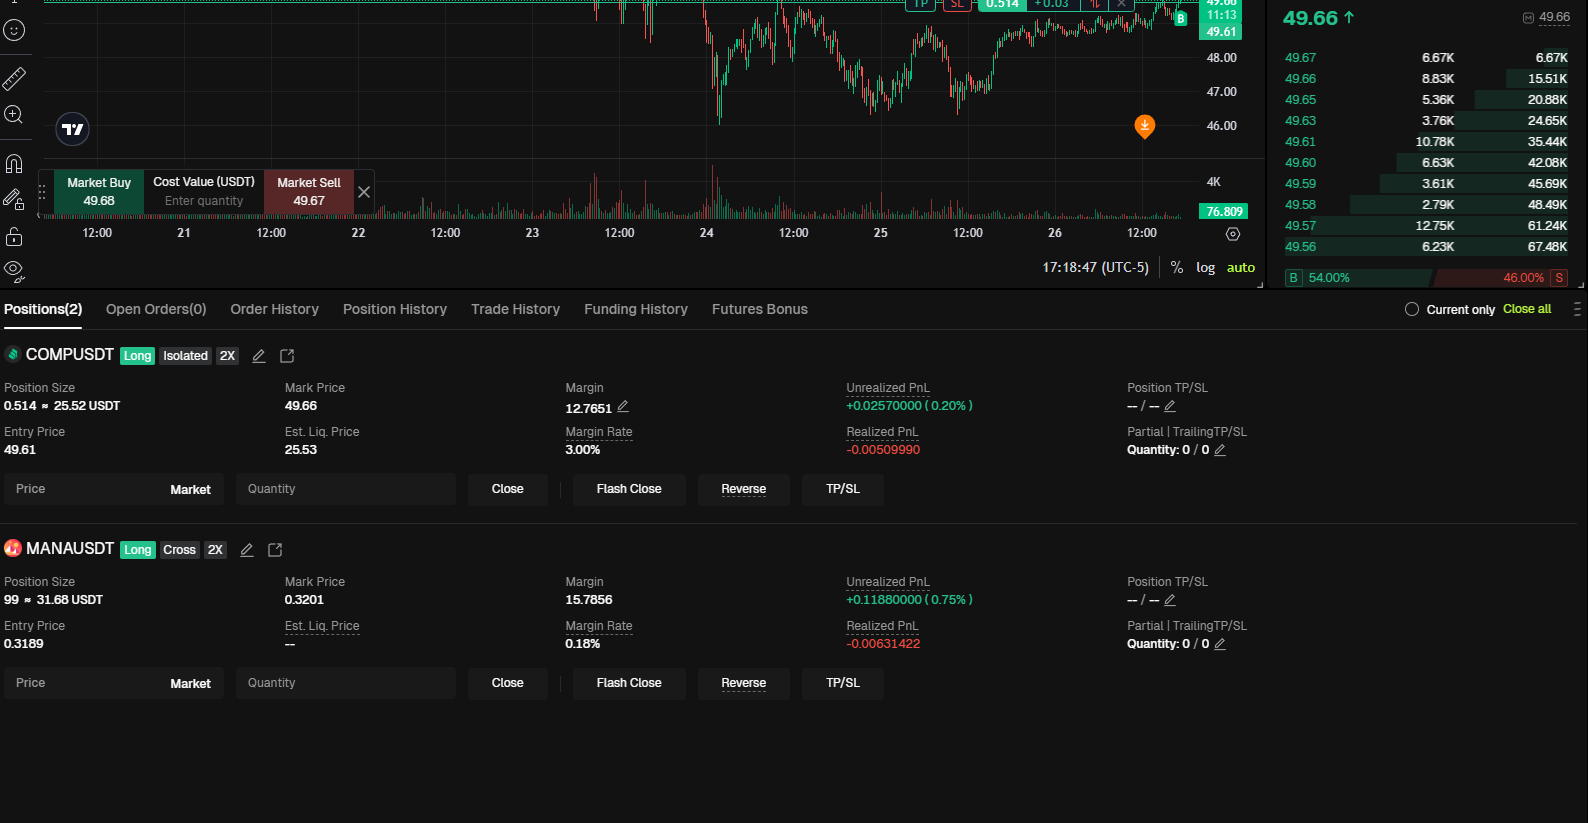 TP SL 0.514 +0.03
49.66
11:13
49.61
B
48.00
47.00
46.00
4K
76.809
Market Buy
49.68
Cost Value (USDT)
Enter quantity
Market Sell
49.67
12:00 21 12:00 22 12:00 23 12:00 24 12:00 25 12:00 26 12:00
17:18:47 (UTC-5) % log auto
49.66 M 49.66
49.67 6.67K 6.67K
49.66 8.83K 15.51K
49.65 5.36K 20.88K
49.63 3.76K 24.65K
49.61 10.78K 35.44K
49.60 6.63K 42.08K
49.59 3.61K 45.69K
49.58 2.79K 48.49K
49.57 12.75K 61.24K
49.56 6.23K 67.48K
B 54.00% 46.00% S
Positions(2) Open Orders(0) Order History Position History Trade History Funding History Futures Bonus Current only Close all
COMPUSDT Long Isolated 2X
Position Size Mark Price Margin Unrealized PnL Position TP/SL
0.514 ≈ 25.52 USDT 49.66 12.7651 +0.02570000 ( 0.20% ) -- / --
Entry Price Est. Liq. Price Margin Rate Realized PnL Partial | TrailingTP/SL
49.61 25.53 3.00% -0.00509990 Quantity: 0 / 0
Price Market Quantity Close Flash Close Reverse TP/SL
MANAUSDT Long Cross 2X
Position Size Mark Price Margin Unrealized PnL Position TP/SL
99 ≈ 31.68 USDT 0.3201 15.7856 +0.11880000 ( 0.75% ) -- / --
Entry Price Est. Liq. Price Margin Rate Realized PnL Partial | TrailingTP/SL
0.3189 -- 0.18% -0.00631422 Quantity: 0 / 0
Price Market Quantity Close Flash Close Reverse TP/SL